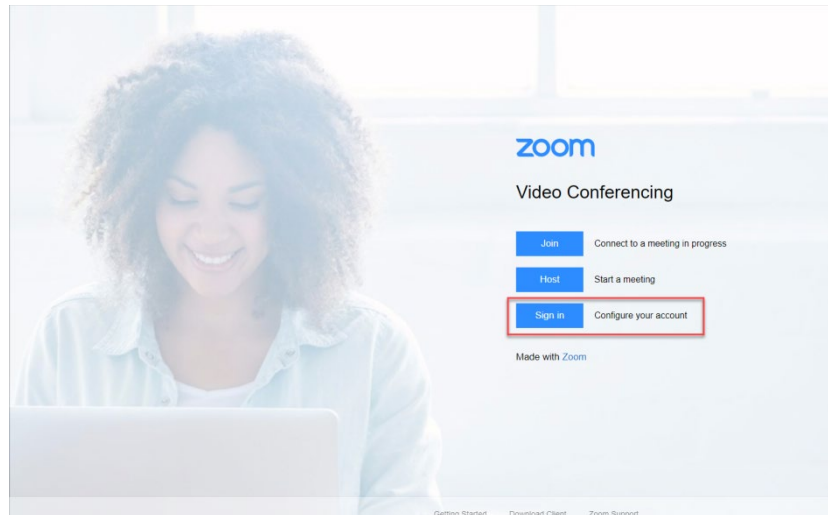 zoom
Video Conferencing
Join Connect to a meeting in progress
Host Start a meeting
Sign in Configure your account
Made with Zoom
Getting Started Download Client Zoom Support